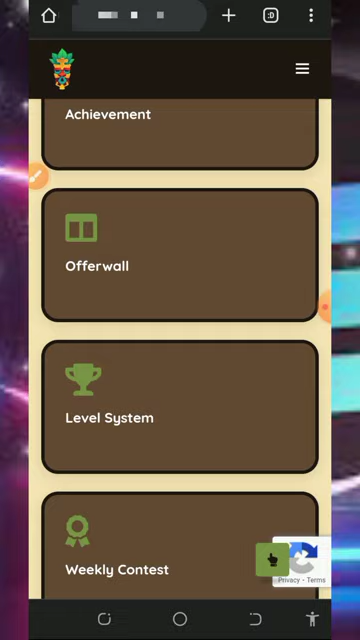 :D
Achievement
Offerwall
Level System
Weekly Contest
Privacy - Terms